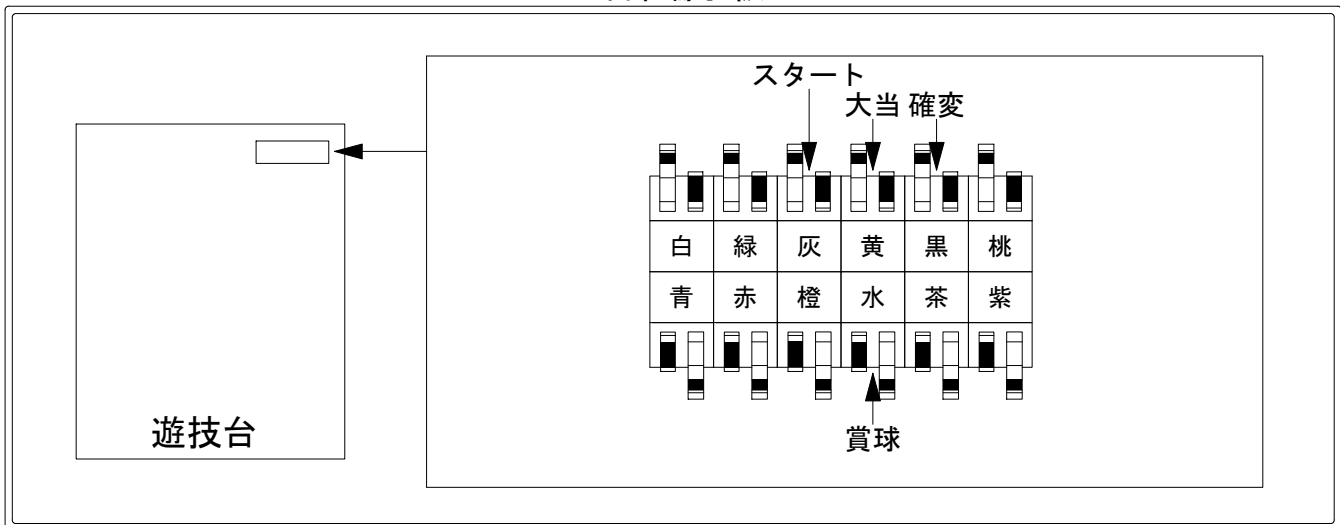 スタート
大当 確変
白 緑 灰 黄 黒 桃
青 赤 橙 水 茶 紫
賞球
遊技台